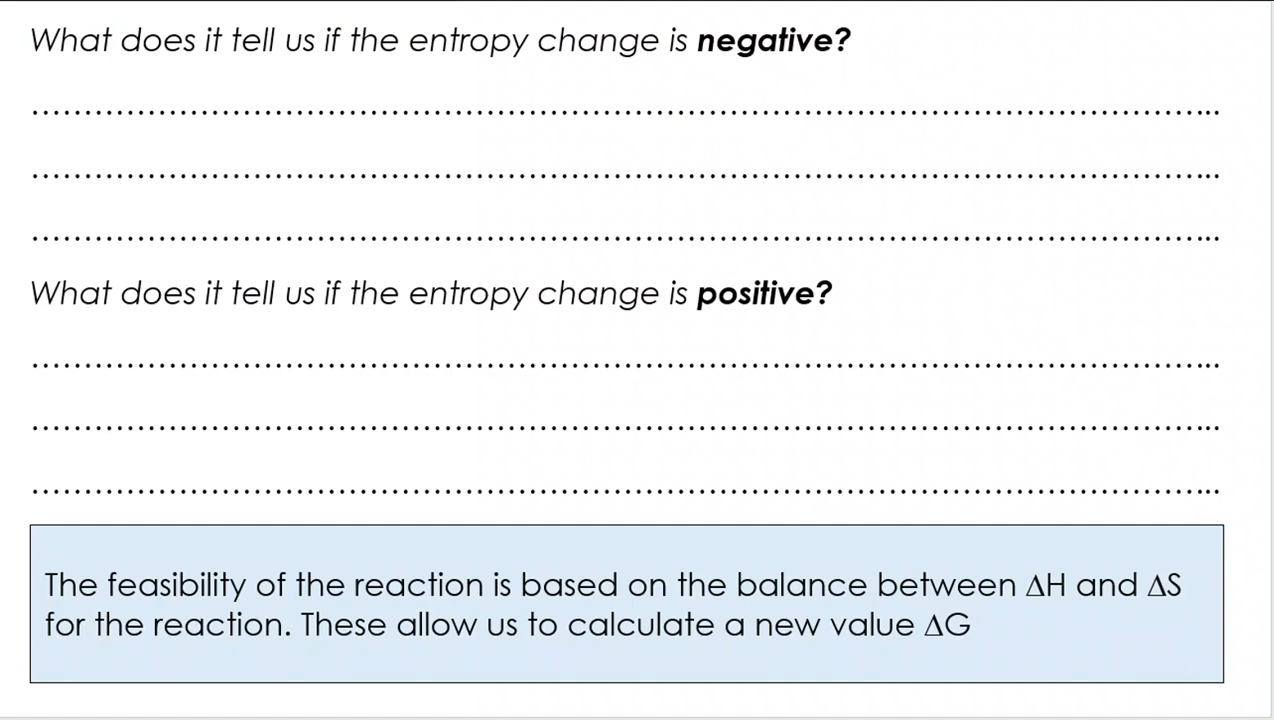 What does it tell us if the entropy change is negative?
……………………………………………………………………………………………………………..
……………………………………………………………………………………………………………..
……………………………………………………………………………………………………………..
What does it tell us if the entropy change is positive?
……………………………………………………………………………………………………………..
……………………………………………………………………………………………………………..
……………………………………………………………………………………………………………..
The feasibility of the reaction is based on the balance between ΔH and ΔS
for the reaction. These allow us to calculate a new value ΔG